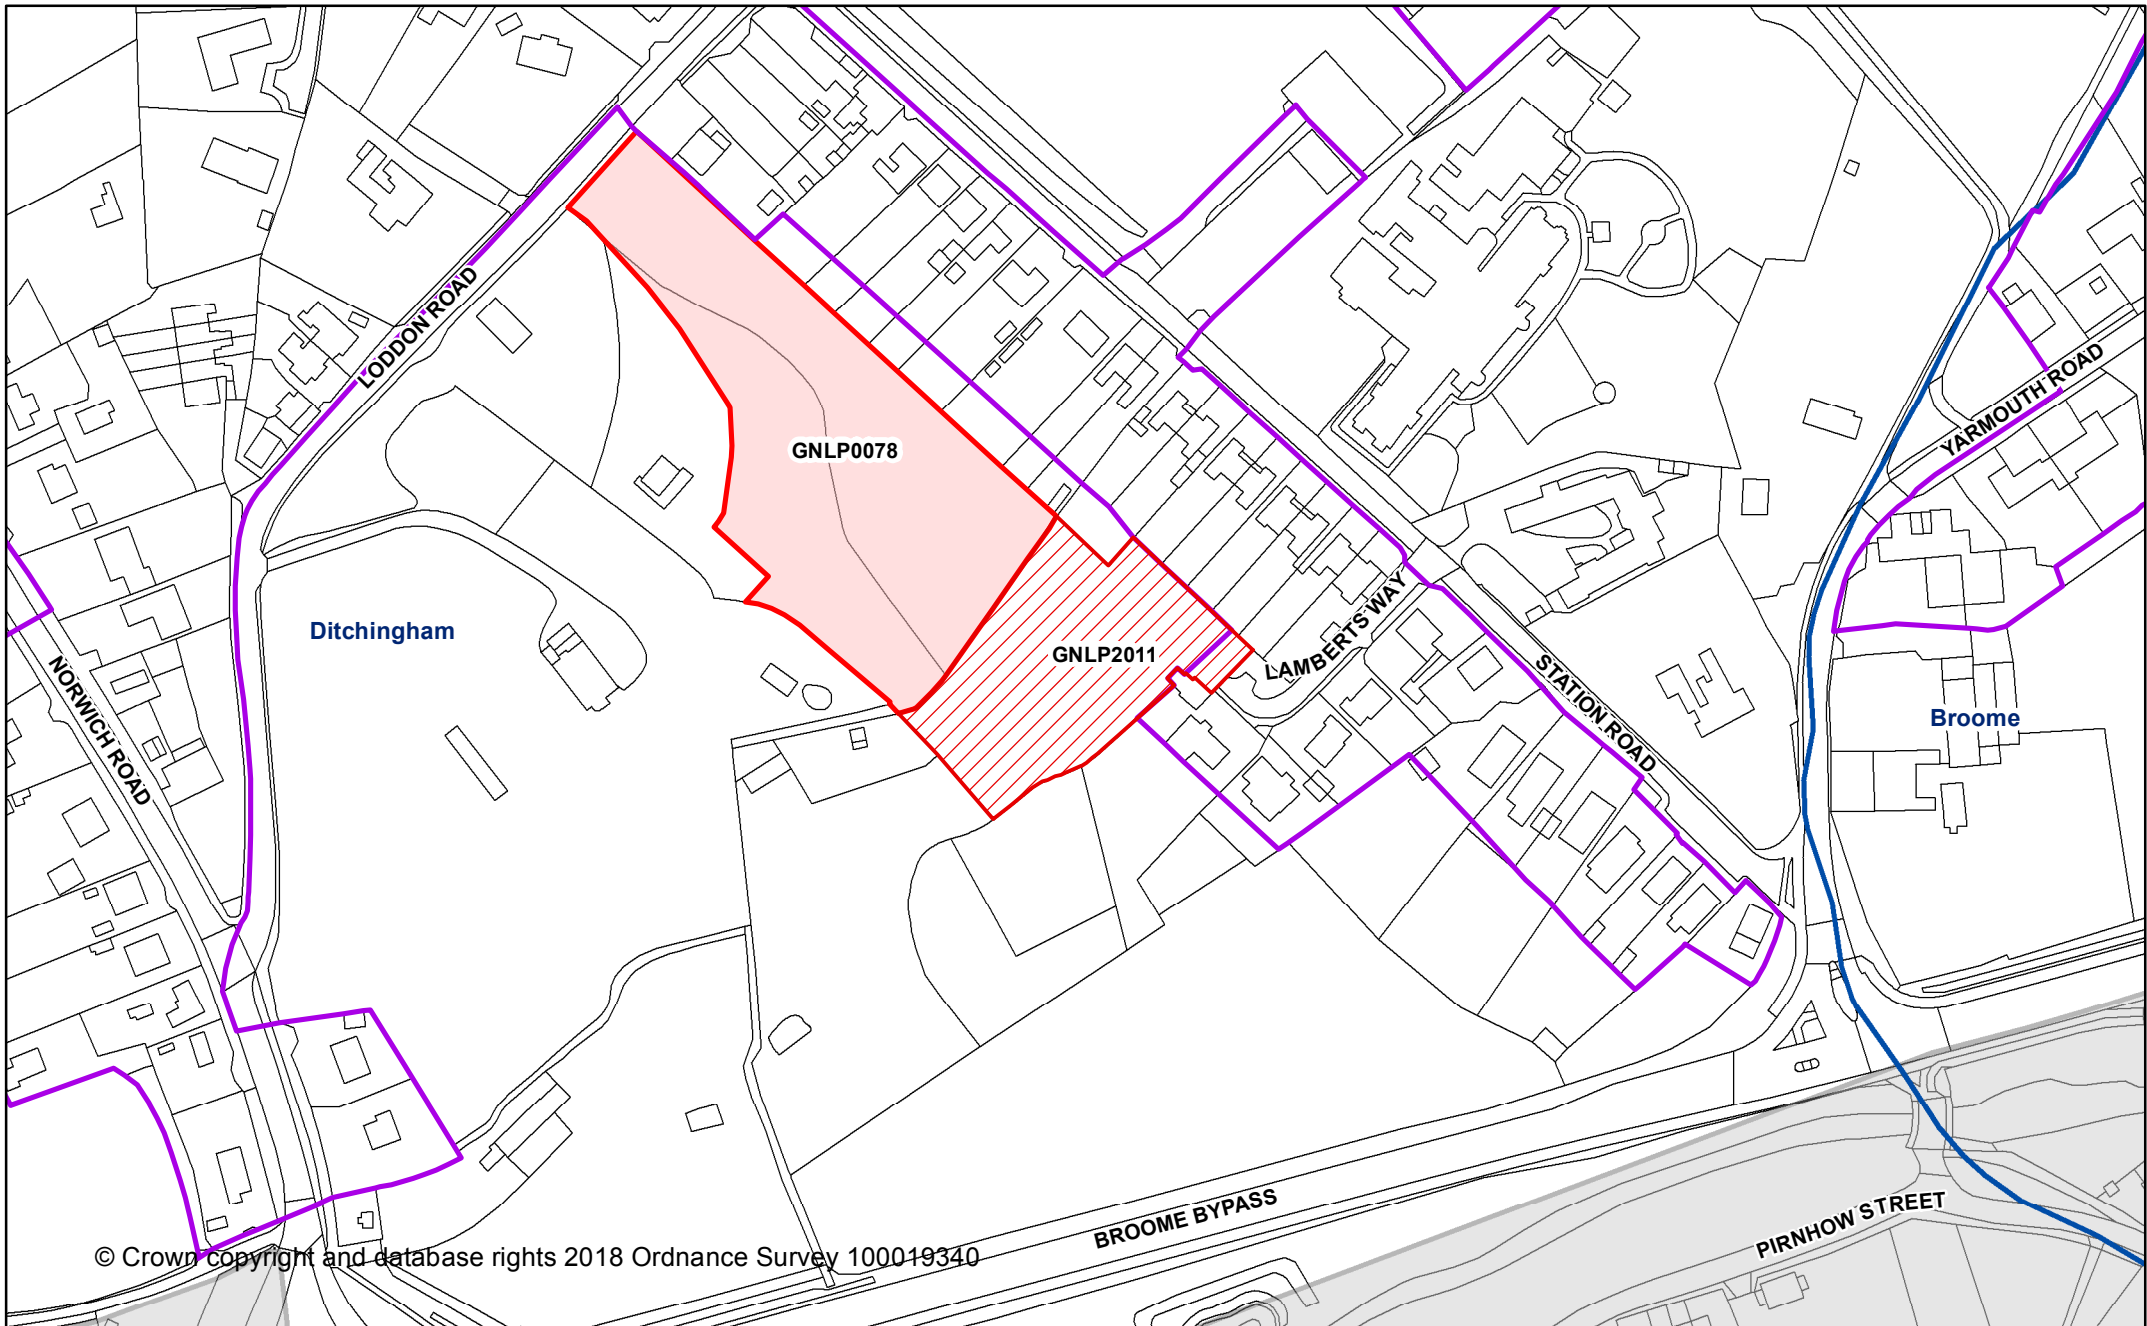 LODDON ROAD
YARMOUTH ROAD
GNLP0078
Ditchingham
GNLP2011
LAMBERTS WAY
STATION ROAD
NORWICH ROAD
Broome
BROOME BYPASS
PIRNHOW STREET
© Crown copyright and database rights 2018 Ordnance Survey 100019340